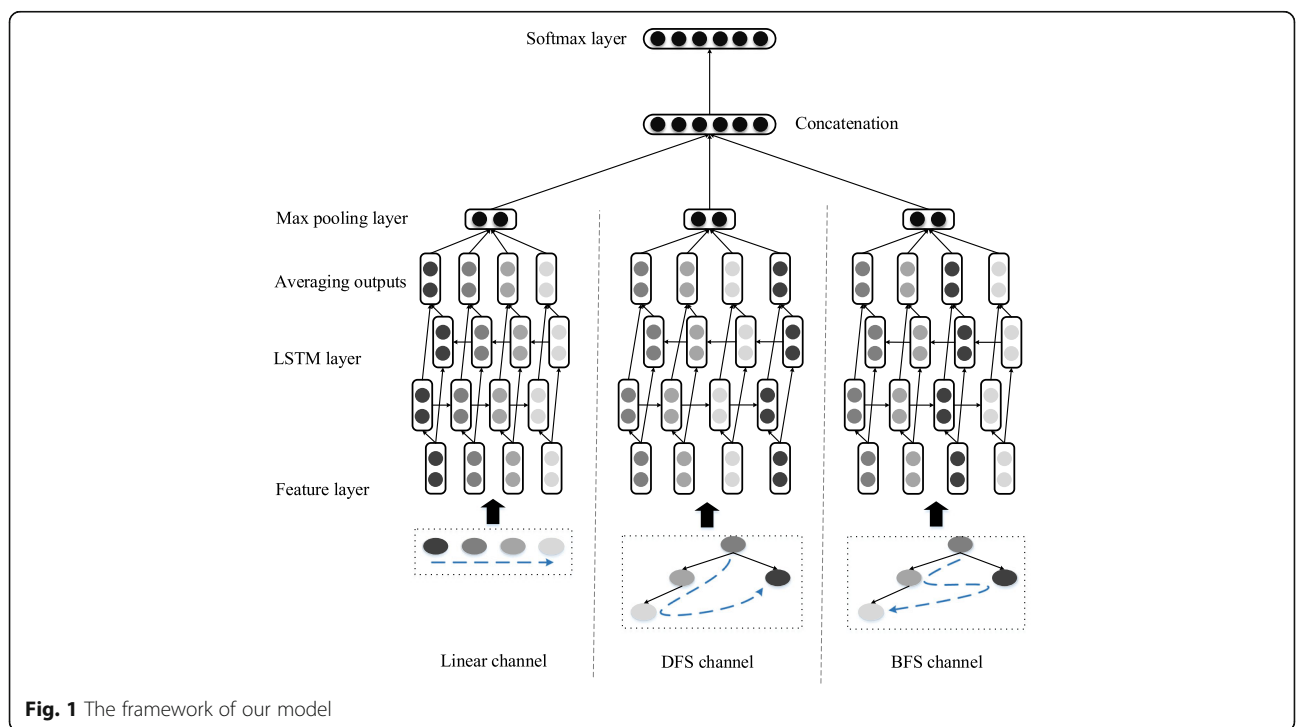 Softmax layer
Concatenation
Max pooling layer
Averaging outputs
LSTM layer
Feature layer
Linear channel
DFS channel
BFS channel
Fig. 1 The framework of our model